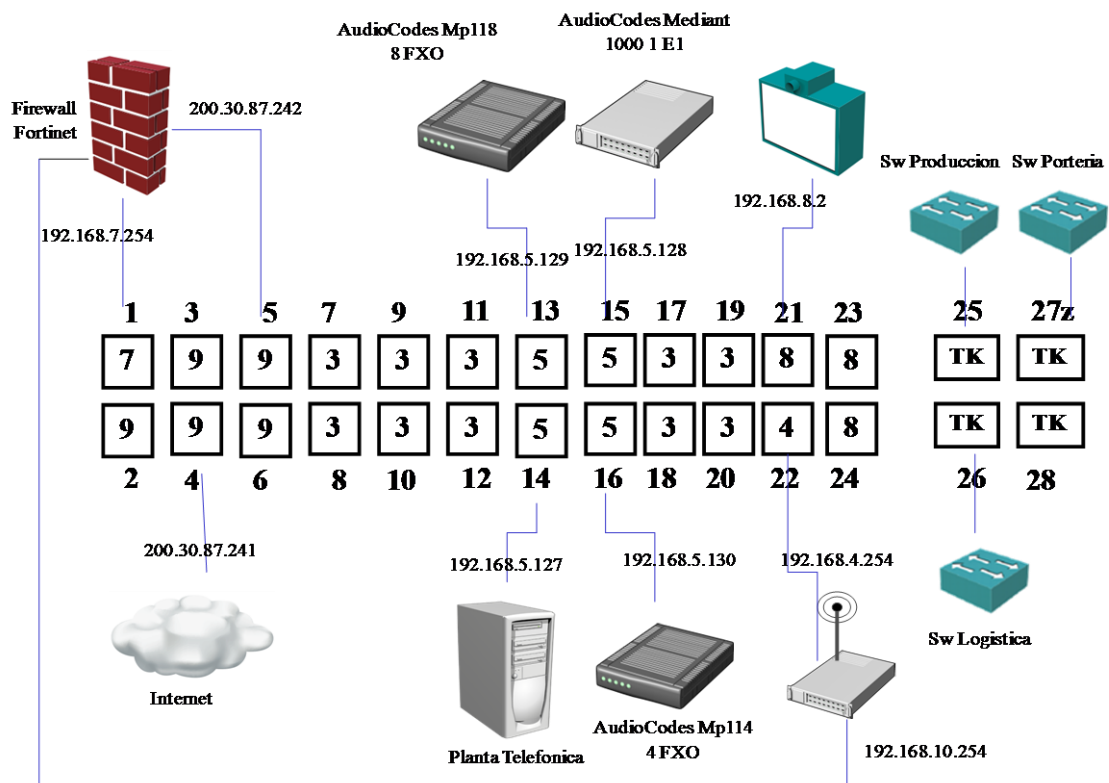 AudioCodes Mp118
8 FXO
AudioCodes Mediant
1000 1 E1
Firewall
Fortinet
200.30.87.242
Sw Produccion
Sw Porteria
192.168.8.2
192.168.7.254
192.168.5.129
192.168.5.128
1 3 5 7 9 11 13 15 17 19 21 23 25 27z
7 9 9 3 3 3 5 5 3 3 8 8 TK TK
9 9 9 3 3 3 5 5 3 3 4 8 TK TK
2 4 6 8 10 12 14 16 18 20 22 24 26 28
200.30.87.241
192.168.5.127
192.168.5.130
192.168.4.254
Sw Logistica
Internet
Planta Telefonica
AudioCodes Mp114
4 FXO
192.168.10.254